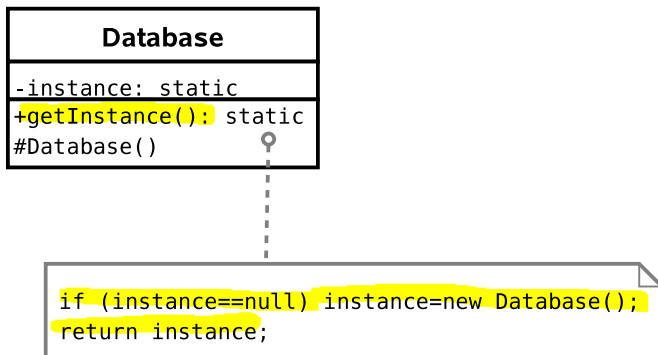 Database
-instance: static
+getInstance(): static
#Database()
if (instance==null) instance=new Database();
return instance;